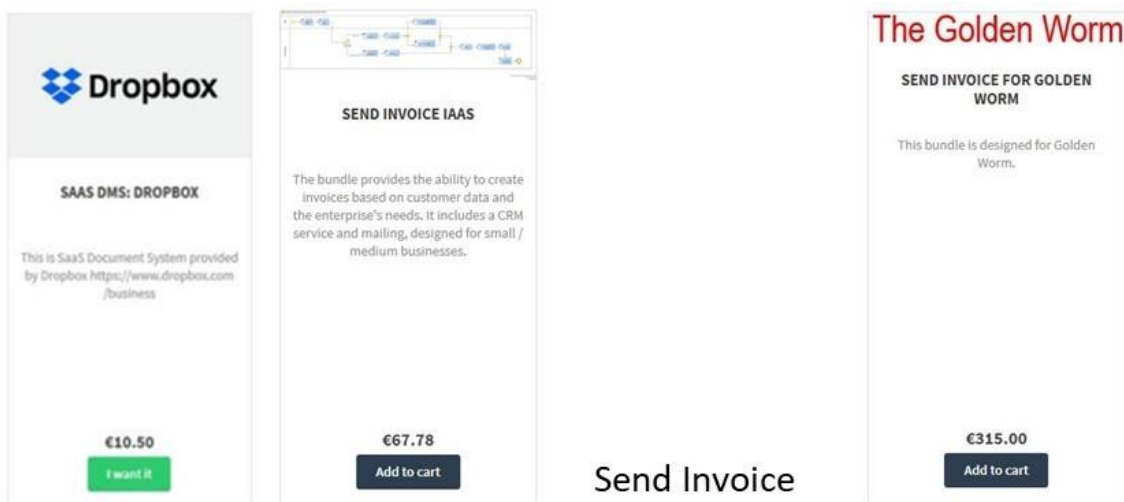 Dropbox
SAAS DMS: DROPBOX
This is SaaS Document System provided
by Dropbox https://www.dropbox.com
/business
€10.50
I want it
SEND INVOICE IAAS
The bundle provides the ability to create
invoices based on customer data and
the enterprise's needs. It includes a CRM
service and mailing, designed for small /
medium businesses.
€67.78
Add to cart
Send Invoice
The Golden Worm
SEND INVOICE FOR GOLDEN
WORM
This bundle is designed for Golden
Worm.
€315.00
Add to cart